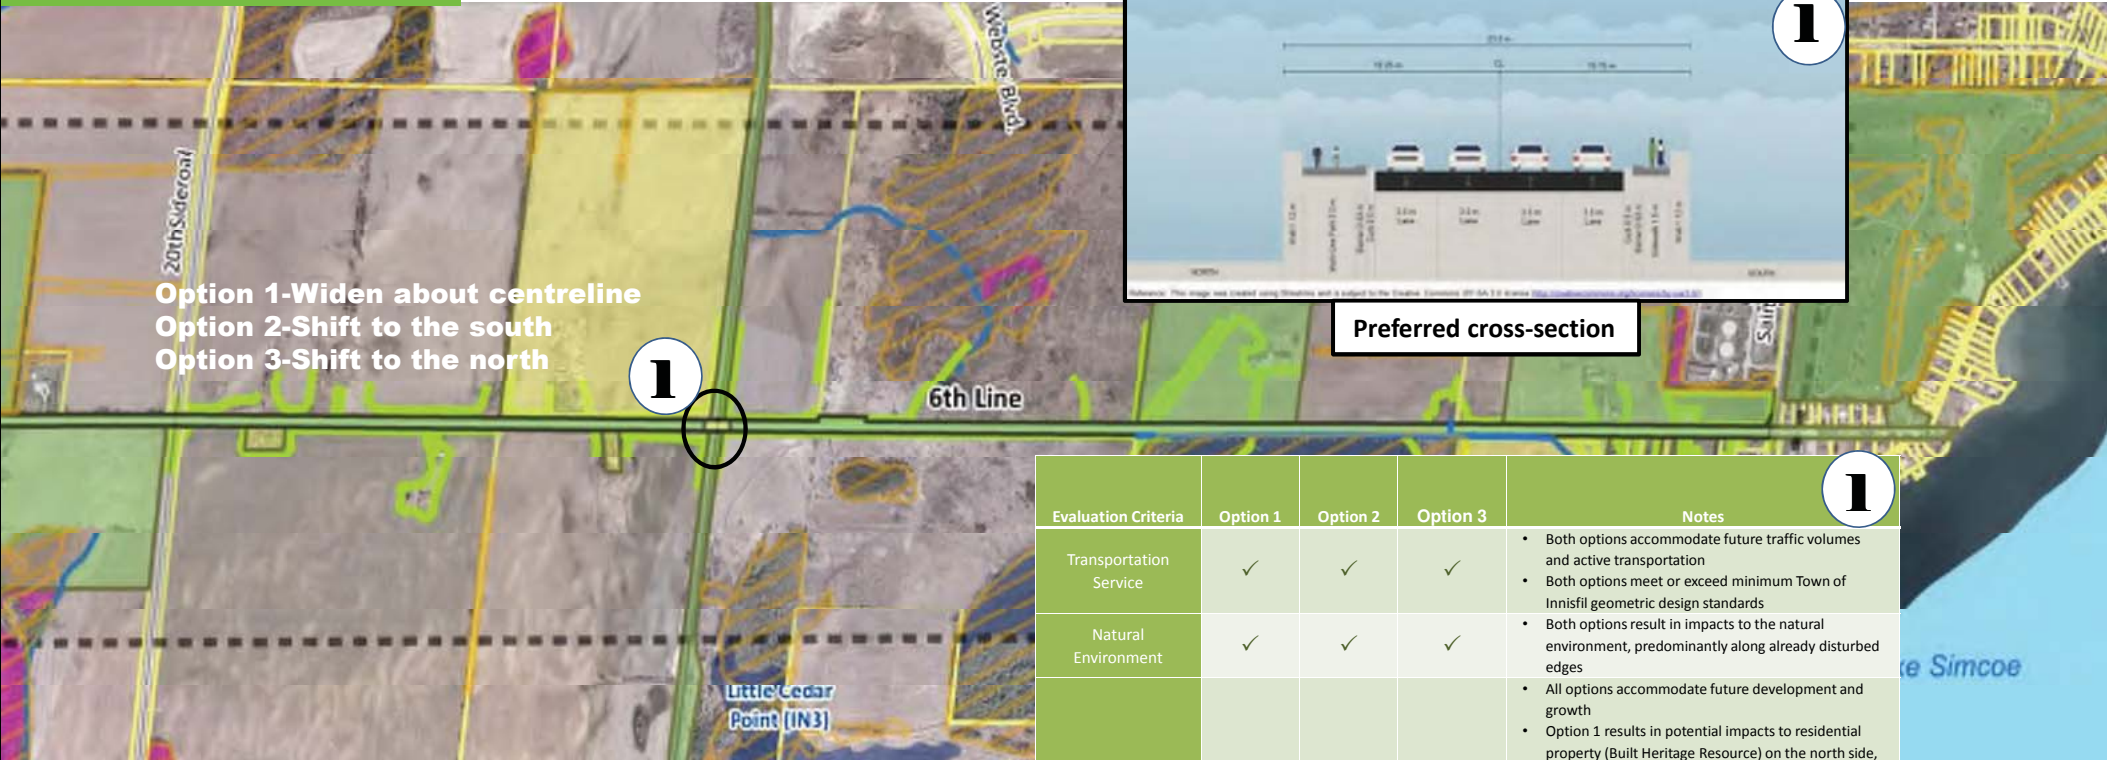 Webste Blvd.
20thSideroad
Option 1-Widen about centreline
Option 2-Shift to the south
Option 3-Shift to the north
1
6th Line
1
NORTH
SOUTH
Preferred cross-section
Little Cedar
Point (IN3)
ke Simcoe
1
Evaluation Criteria Option 1 Option 2 Option 3 Notes
Transportation
Service
✓ ✓ ✓
• Both options accommodate future traffic volumes
and active transportation
• Both options meet or exceed minimum Town of
Innisfil geometric design standards
Natural
Environment
✓ ✓ ✓
• Both options result in impacts to the natural
environment, predominantly along already disturbed
edges
• All options accommodate future development and
growth
• Option 1 results in potential impacts to residential
property (Built Heritage Resource) on the north side,